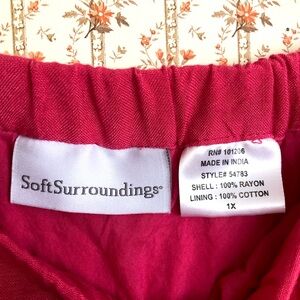 SoftSurroundings®
RN# 101206
MADE IN INDIA
STYLE# 54783
SHELL : 100% RAYON
LINING : 100% COTTON
1X